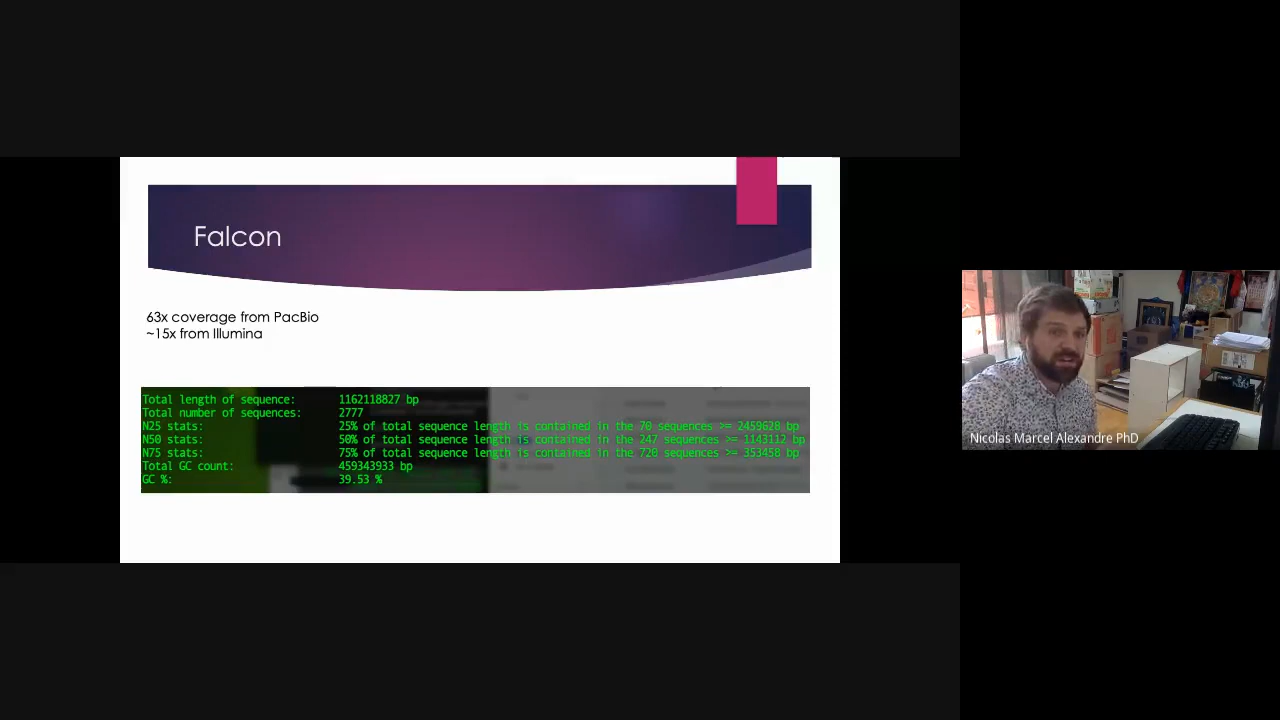 Falcon
63x coverage from PacBio
~15x from Illumina
Total length of sequence: 1162118827 bp
Total number of sequences: 2777
N25 stats: 25% of total sequence length is contained in the 70 sequences >= 2459628 bp
N50 stats: 50% of total sequence length is contained in the 247 sequences >= 1143112 bp
N75 stats: 75% of total sequence length is contained in the 720 sequences >= 353458 bp
Total GC count: 459343933 bp
GC %: 39.53 %
Nicolas Marcel Alexandre PhD